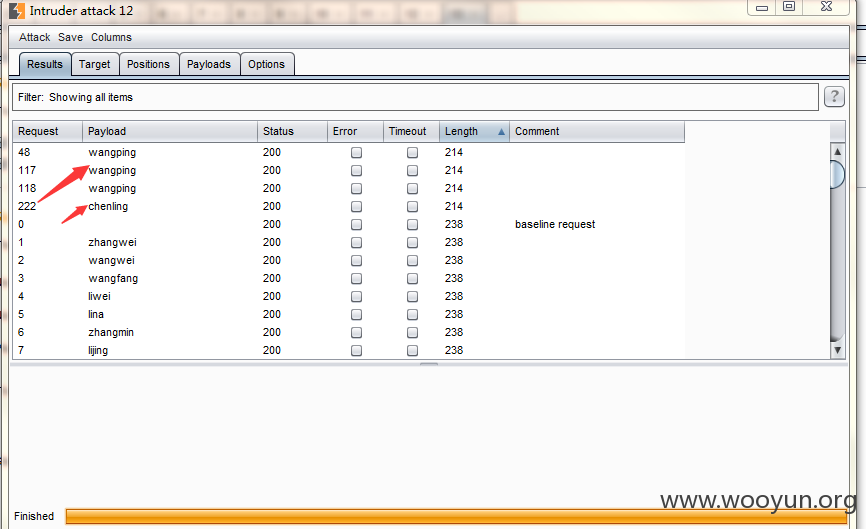 Intruder attack 12
Attack Save Columns
Results Target Positions Payloads Options
Filter: Showing all items ?
Request Payload Status Error Timeout Length Comment
48 wangping 200 214
117 wangping 200 214
118 wangping 200 214
222 chenling 200 214
0 200 238 baseline request
1 zhangwei 200 238
2 wangwei 200 238
3 wangfang 200 238
4 liwei 200 238
5 lina 200 238
6 zhangmin 200 238
7 lijing 200 238
www.wooyun.org
Finished